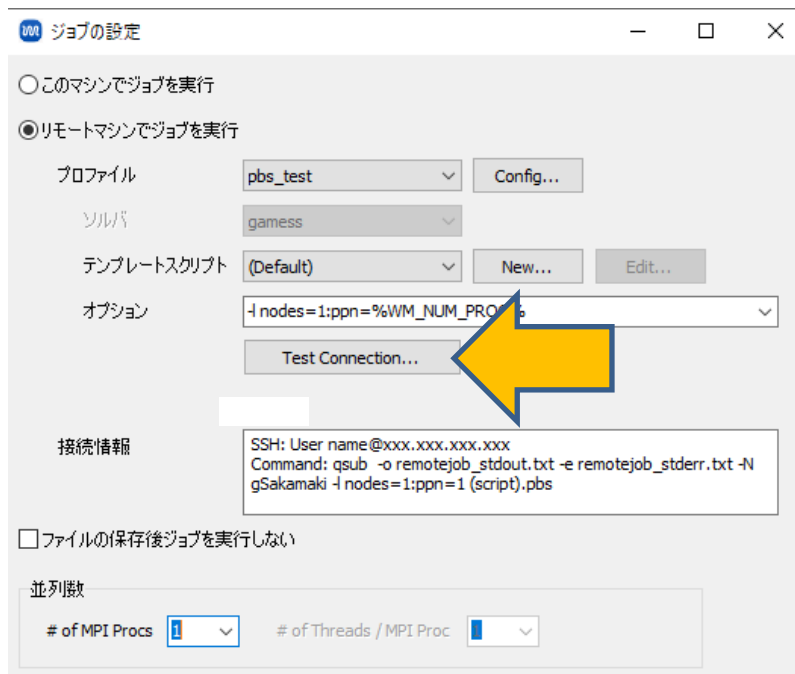 ジョブの設定
このマシンでジョブを実行
リモートマシンでジョブを実行
プロファイル pbs_test Config...
ソルバ gamess
テンプレートスクリプト (Default) New... Edit...
オプション -l nodes=1:ppn=%WM_NUM_PROC%
Test Connection...
接続情報 SSH: User name@xxx.xxx.xxx.xxx
Command: qsub -o remotejob_stdout.txt -e remotejob_stderr.txt -N
gSakamaki -l nodes=1:ppn=1 (script).pbs
ファイルの保存後ジョブを実行しない
並列数
# of MPI Procs 1 # of Threads / MPI Proc 1